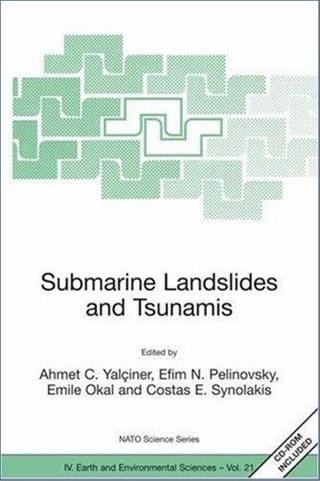 Submarine Landslides
and Tsunamis
Edited by
Ahmet C. Yalçıner, Efim N. Pelinovsky,
Emile Okal and Costas E. Synolakis
NATO Science Series
IV. Earth and Environmental Sciences – Vol. 21
CD-ROM
INCLUDED